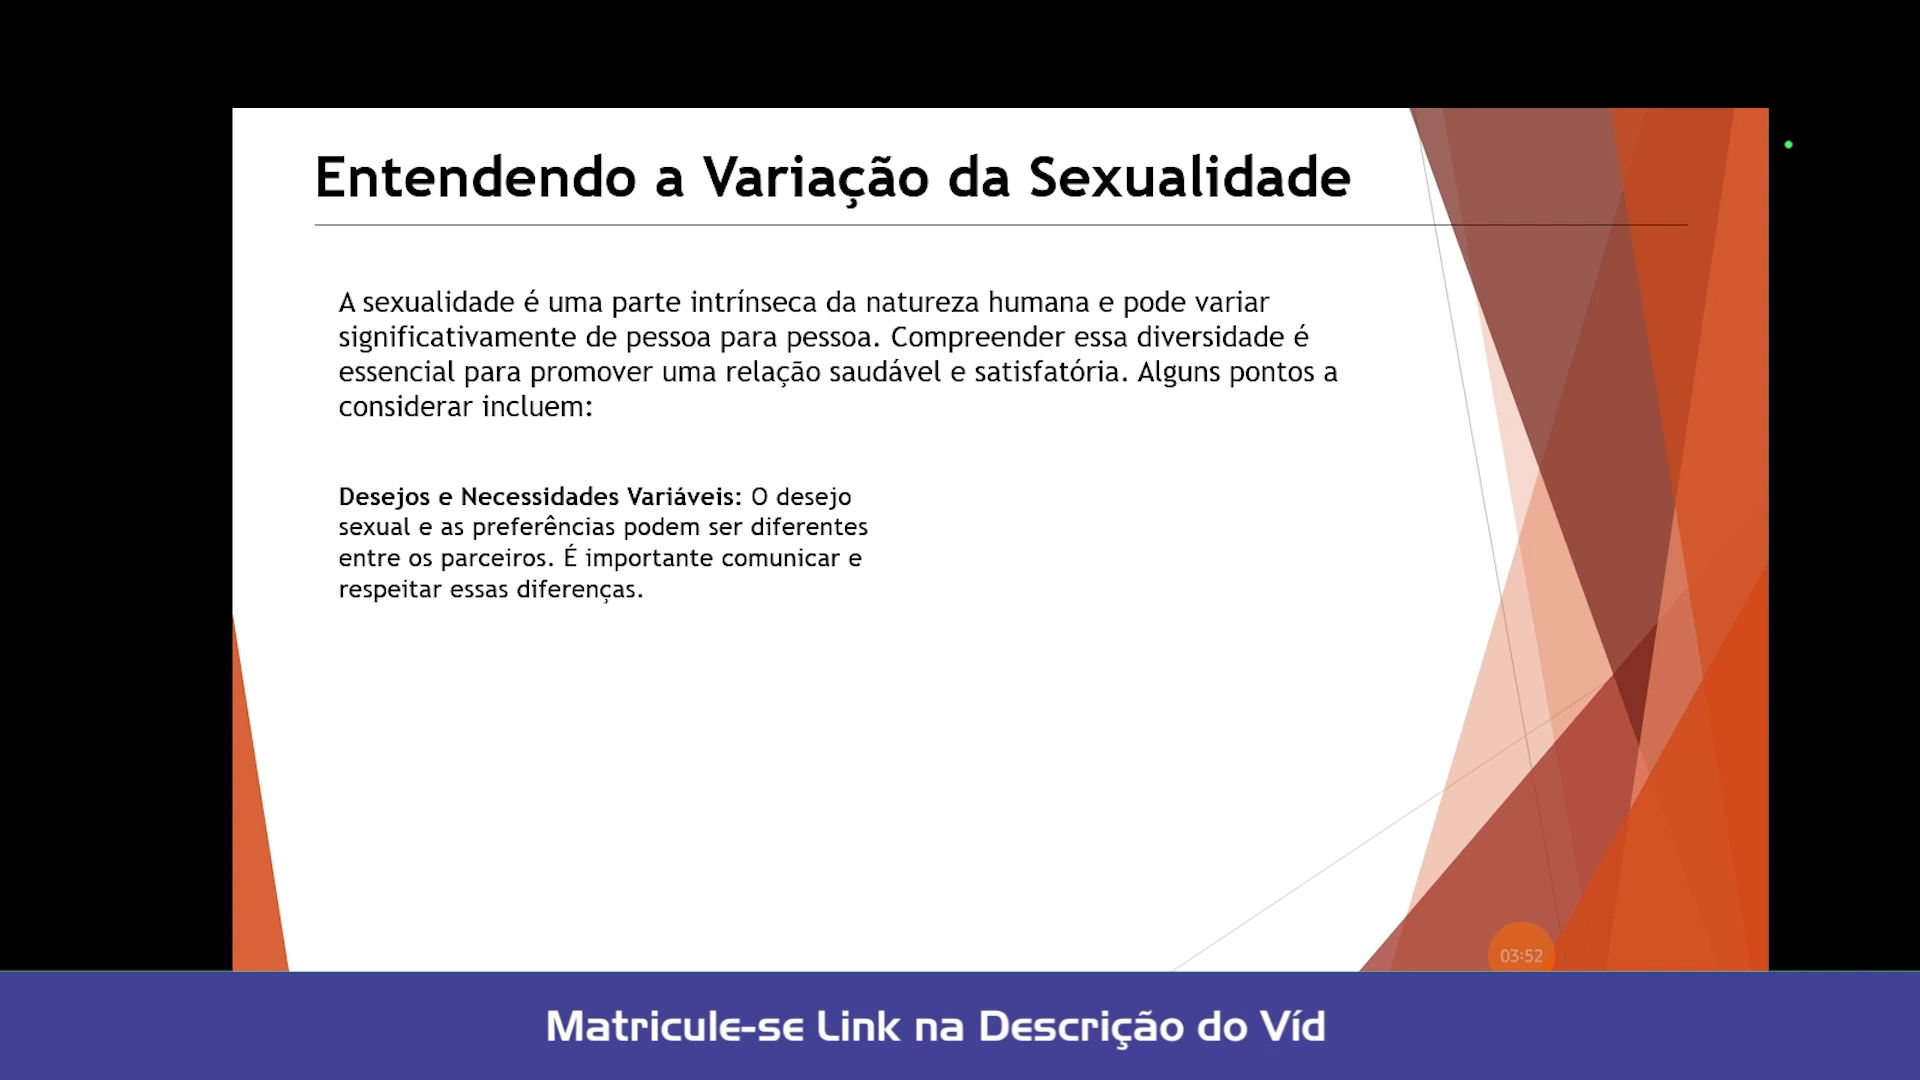 Entendendo a Variação da Sexualidade
A sexualidade é uma parte intrínseca da natureza humana e pode variar
significativamente de pessoa para pessoa. Compreender essa diversidade é
essencial para promover uma relação saudável e satisfatória. Alguns pontos a
considerar incluem:
Desejos e Necessidades Variáveis: O desejo
sexual e as preferências podem ser diferentes
entre os parceiros. É importante comunicar e
respeitar essas diferenças.
03:52
Matricule-se Link na Descrição do Víd